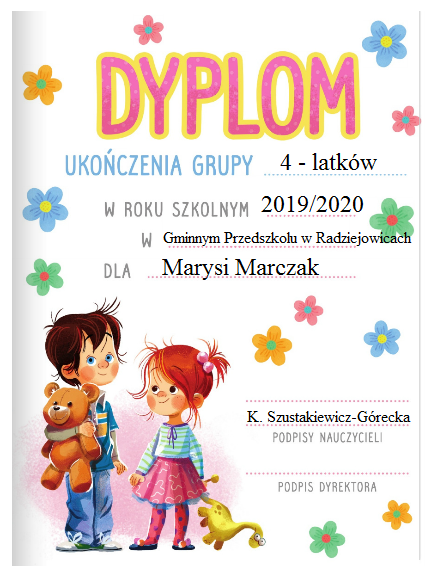 DYPLOM
UKOŃCZENIA GRUPY 4 - latków
W ROKU SZKOLNYM 2019/2020
W Gminnym Przedszkolu w Radziejowicach
DLA Marysi Marczak
K. Szustakiewicz-Górecka
PODPISY NAUCZYCIELI
PODPIS DYREKTORA